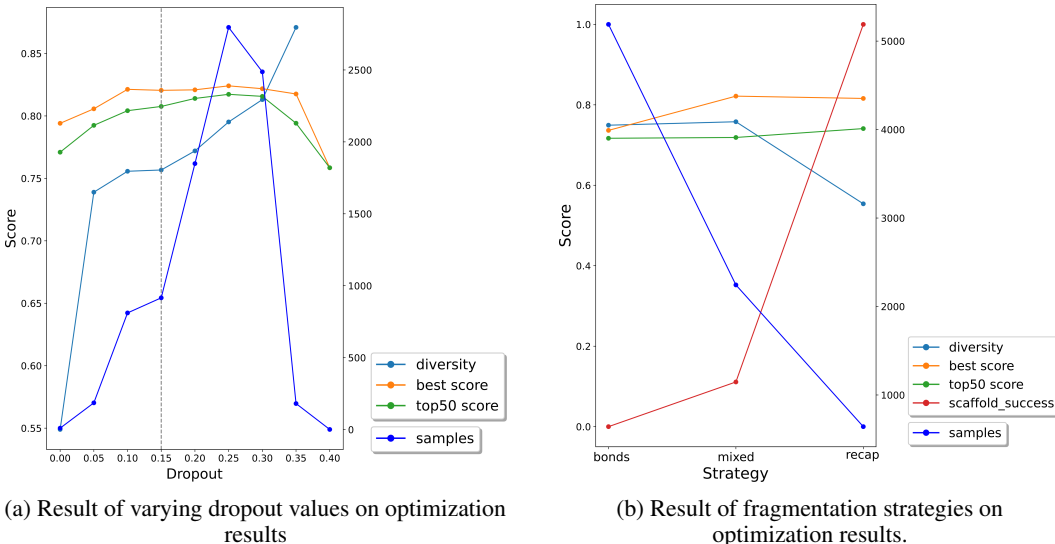 0.85
0.80
0.75
0.70
0.65
0.60
0.55
Score
2500
2000
1500
1000
500
0
0.00 0.05 0.10 0.15 0.20 0.25 0.30 0.35 0.40
Dropout
diversity
best score
top50 score
samples
(a) Result of varying dropout values on optimization
results
1.0
0.8
0.6
0.4
0.2
0.0
Score
5000
4000
3000
2000
1000
bonds mixed recap
Strategy
diversity
best score
top50 score
scaffold_success
samples
(b) Result of fragmentation strategies on
optimization results.